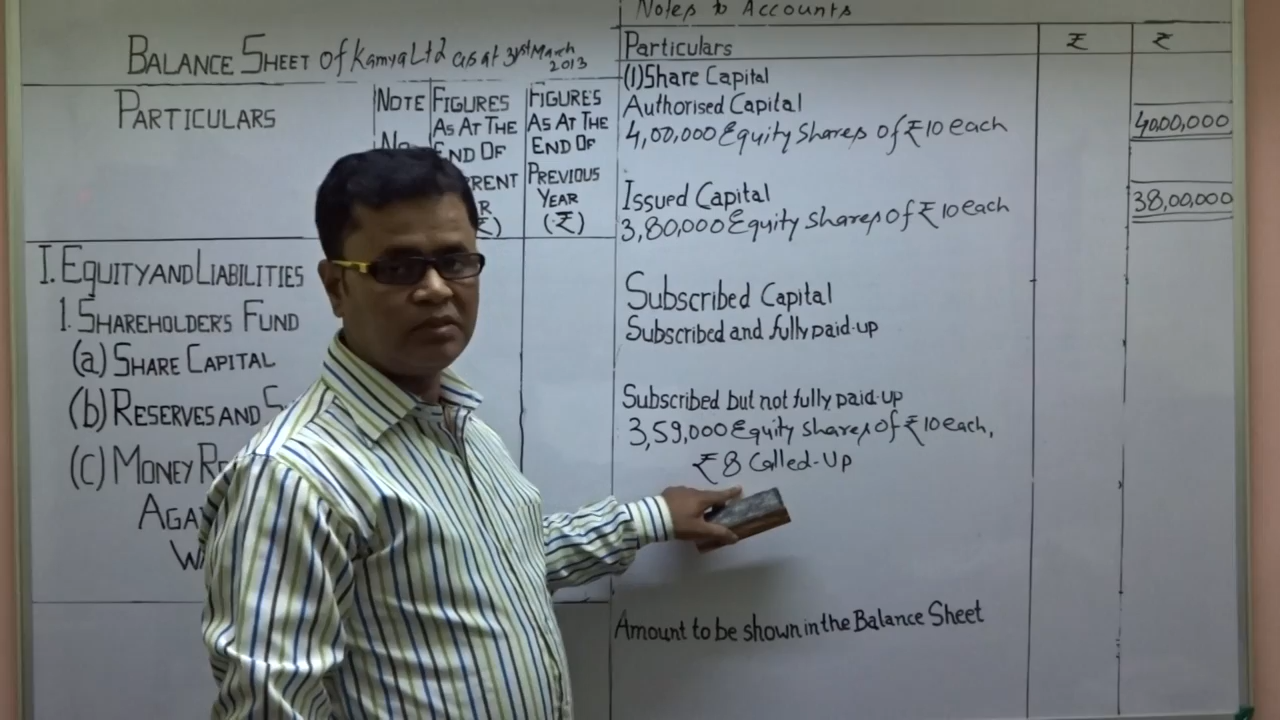 BALANCE SHEET of Kamya Ltd as at 31st March 2013
PARTICULARS
NOTE
FIGURES AS AT THE END OF
FIGURES AS AT THE END OF PREVIOUS YEAR (₹)
I. EQUITY AND LIABILITIES
1. SHAREHOLDERS FUND
(a) SHARE CAPITAL
(b) RESERVES AND
(c) MONEY
Notes to Accounts
Particulars ₹ ₹
(1) Share Capital
Authorised Capital
4,00,000 Equity Shares of ₹10 each 40,00,000
Issued Capital
3,80,000 Equity Shares of ₹10 each 38,00,000
Subscribed Capital
Subscribed and fully paid-up
Subscribed but not fully paid-up
3,59,000 Equity Shares of ₹10 each,
₹8 Called-Up
Amount to be shown in the Balance Sheet